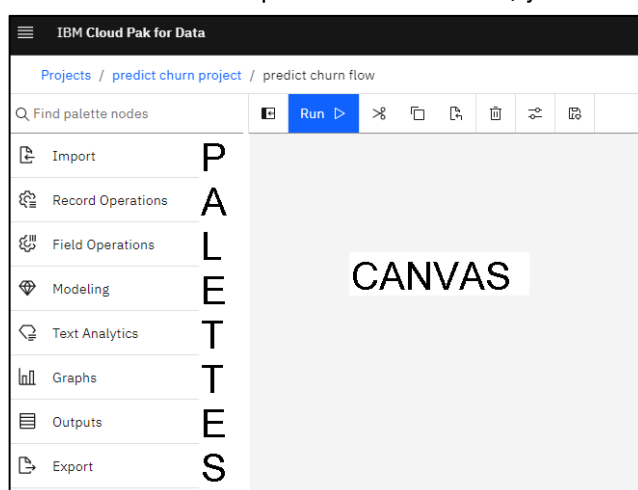 IBM Cloud Pak for Data
Projects / predict churn project / predict churn flow
Find palette nodes
Run
Import
Record Operations
Field Operations
Modeling
Text Analytics
Graphs
Outputs
Export
PALETTES
CANVAS